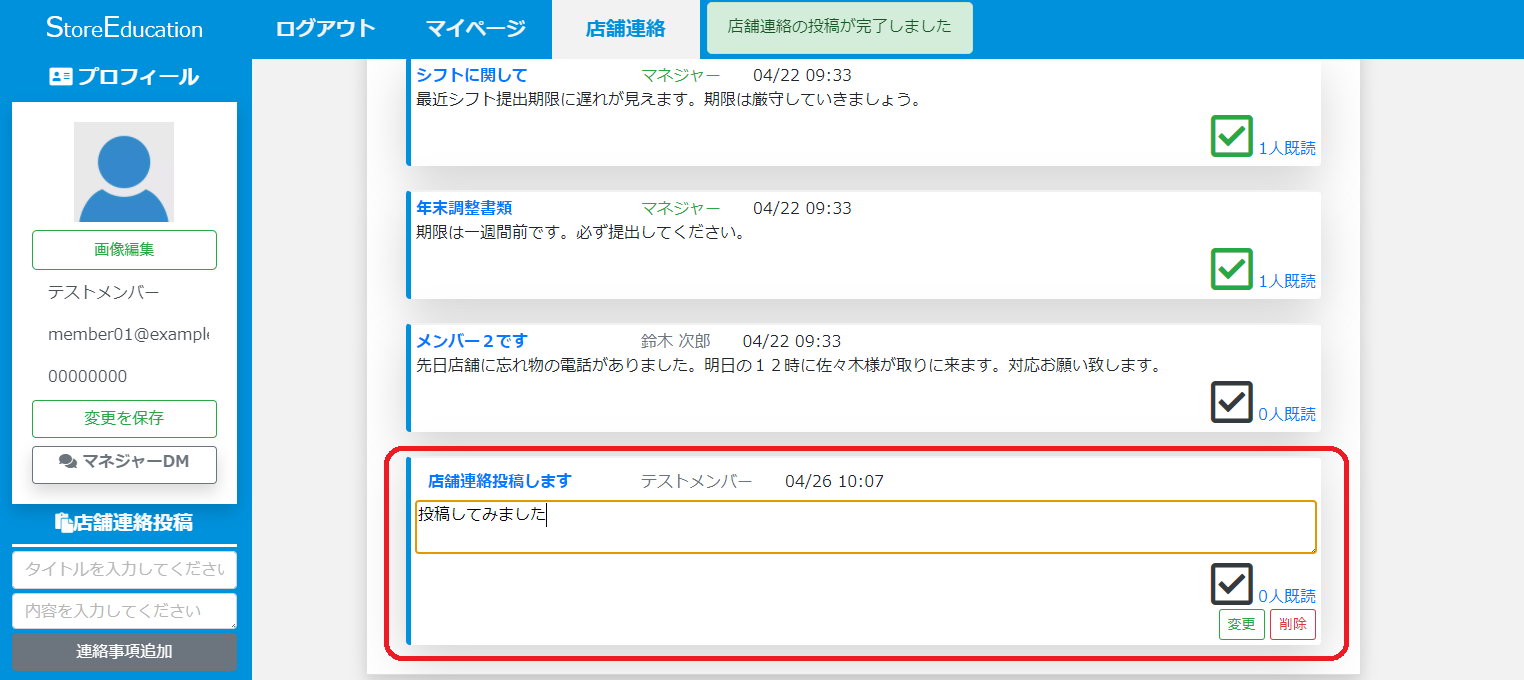 StoreEducation
ログアウト
マイページ
店舗連絡
店舗連絡の投稿が完了しました
プロフィール
画像編集
テストメンバー
member01@example
00000000
変更を保存
マネジャーDM
店舗連絡投稿
タイトルを入力してください
内容を入力してください
連絡事項追加
シフトに関して マネジャー 04/22 09:33
最近シフト提出期限に遅れが見えます。期限は厳守していきましょう。
1人既読
年末調整書類 マネジャー 04/22 09:33
期限は一週間前です。必ず提出してください。
1人既読
メンバー２です 鈴木 次郎 04/22 09:33
先日店舗に忘れ物の電話がありました。明日の１２時に佐々木様が取りに来ます。対応お願い致します。
0人既読
店舗連絡投稿します テストメンバー 04/26 10:07
投稿してみました
0人既読
変更 削除